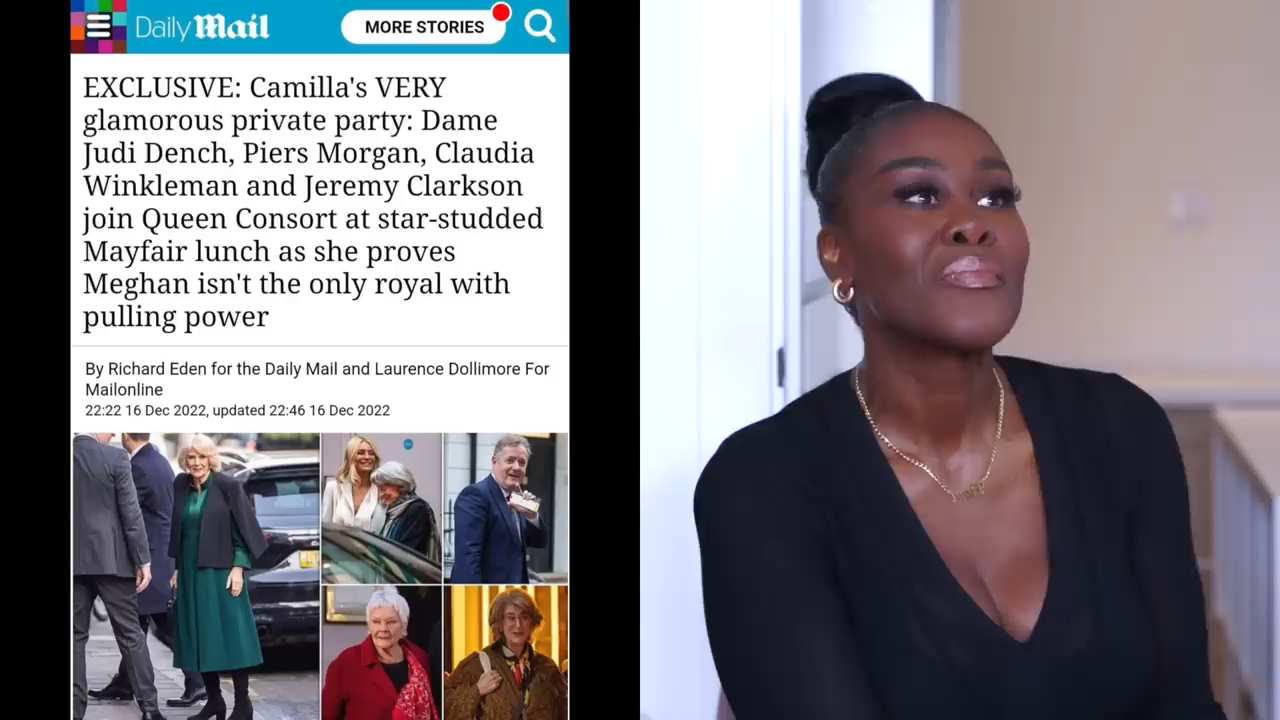 Daily Mail
MORE STORIES
EXCLUSIVE: Camilla's VERY
glamorous private party: Dame
Judi Dench, Piers Morgan, Claudia
Winkleman and Jeremy Clarkson
join Queen Consort at star-studded
Mayfair lunch as she proves
Meghan isn't the only royal with
pulling power
By Richard Eden for the Daily Mail and Laurence Dollimore For
Mailonline
22:22 16 Dec 2022, updated 22:46 16 Dec 2022